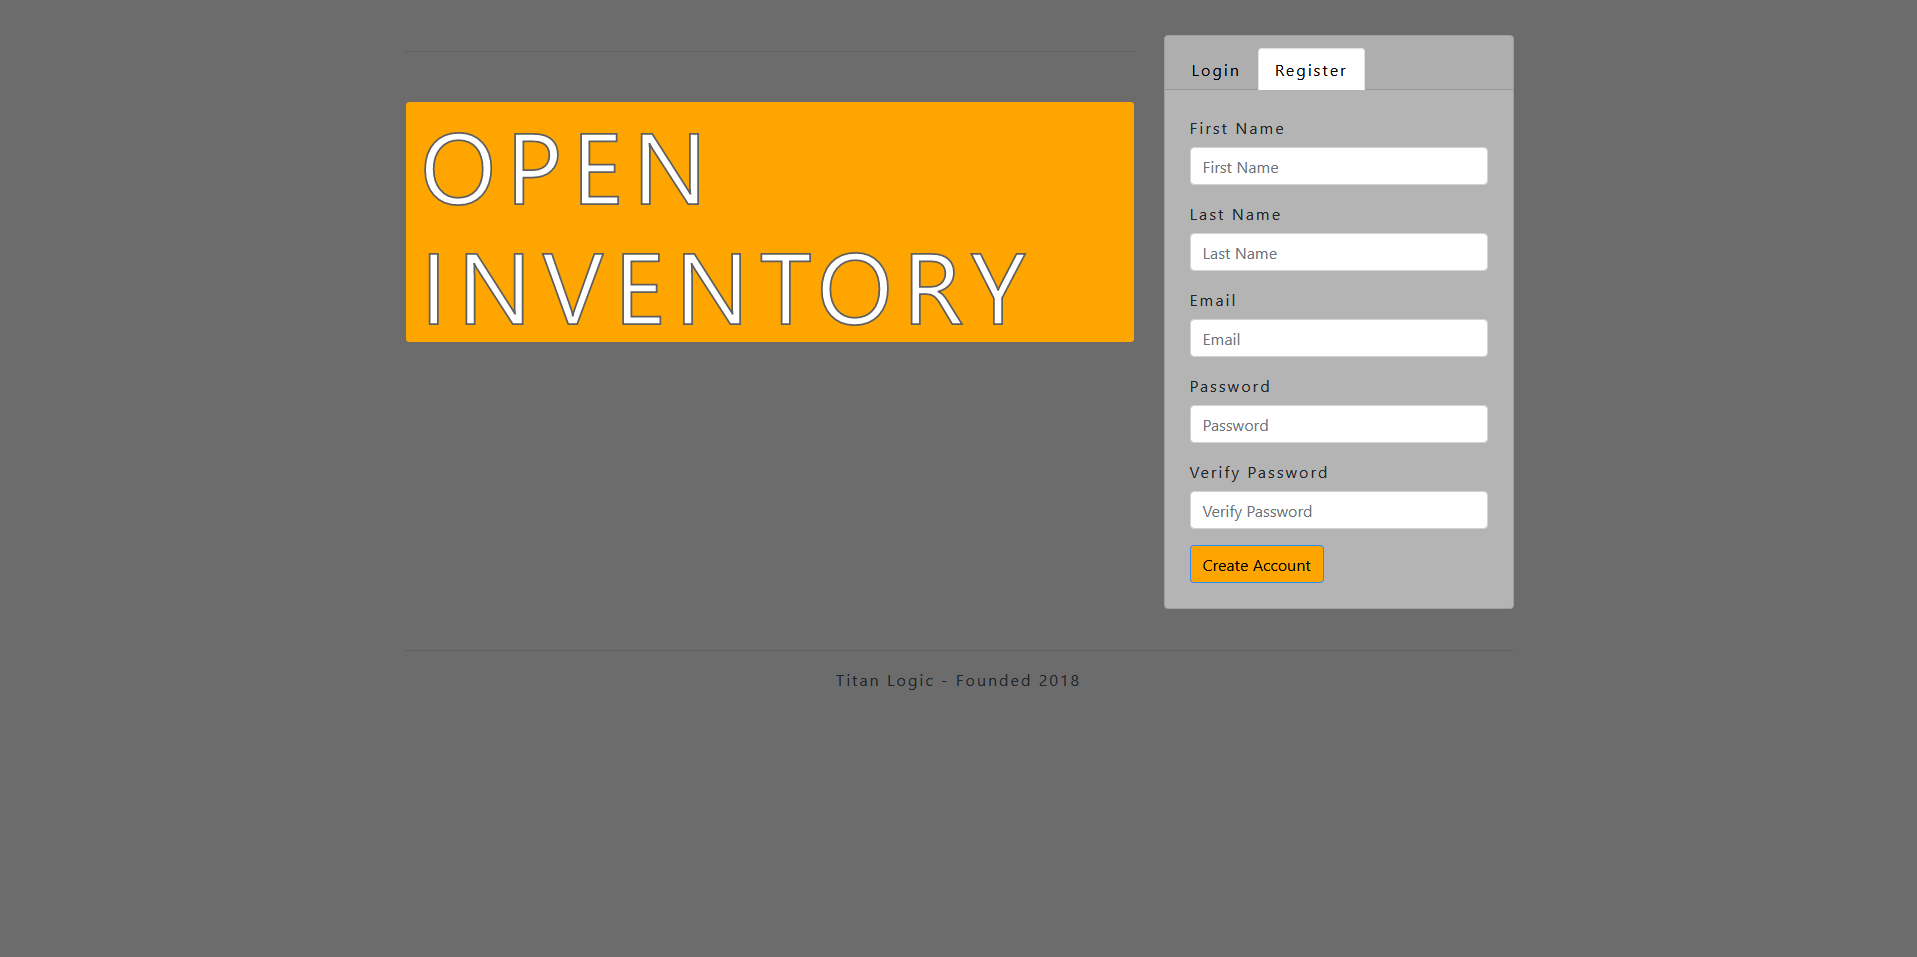 OPEN
INVENTORY
Login
Register
First Name
First Name
Last Name
Last Name
Email
Email
Password
Password
Verify Password
Verify Password
Create Account
Titan Logic - Founded 2018